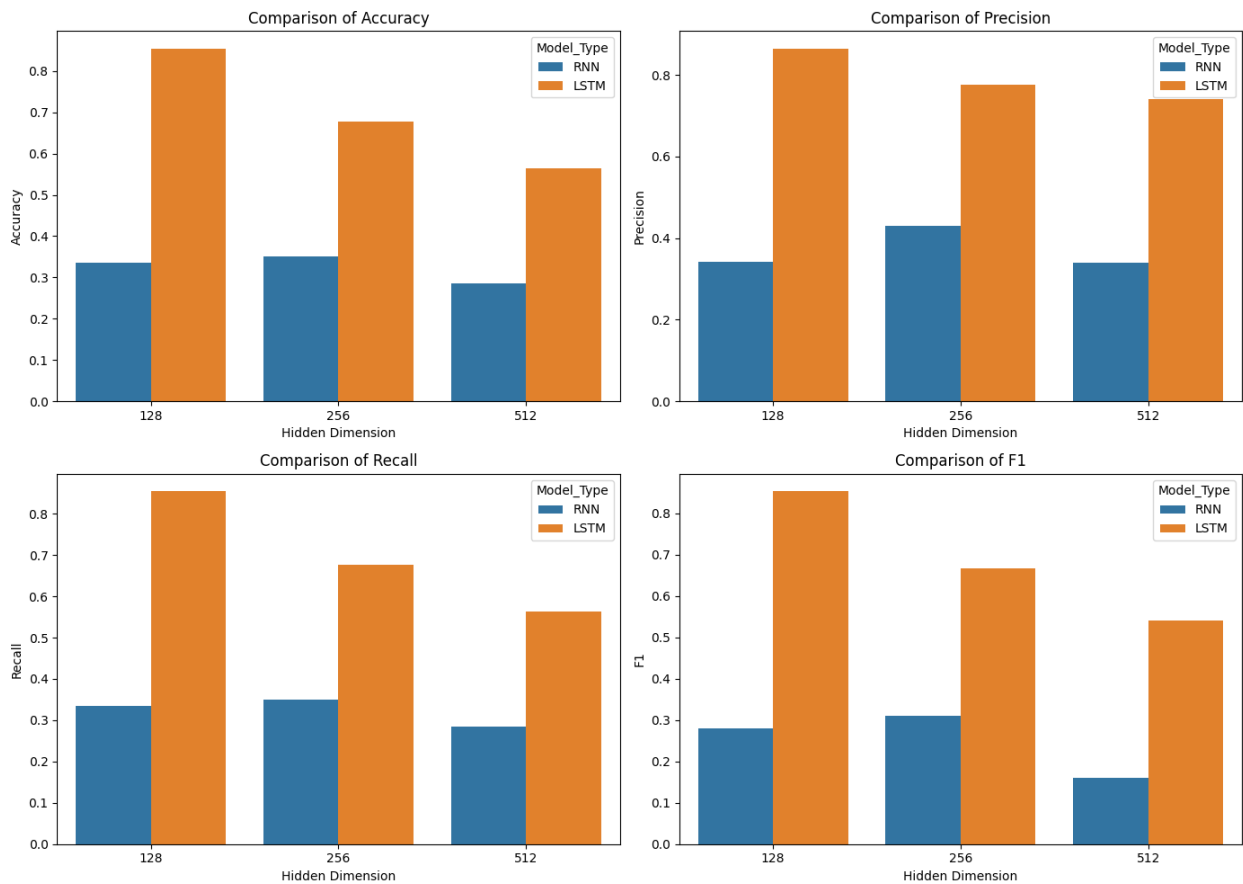 Comparison of Accuracy
Accuracy
0.8
0.7
0.6
0.5
0.4
0.3
0.2
0.1
0.0
Model_Type
RNN
LSTM
128
256
512
Hidden Dimension
Comparison of Precision
Precision
0.8
0.6
0.4
0.2
0.0
Model_Type
RNN
LSTM
128
256
512
Hidden Dimension
Comparison of Recall
Recall
0.8
0.7
0.6
0.5
0.4
0.3
0.2
0.1
0.0
Model_Type
RNN
LSTM
128
256
512
Hidden Dimension
Comparison of F1
F1
0.8
0.7
0.6
0.5
0.4
0.3
0.2
0.1
0.0
Model_Type
RNN
LSTM
128
256
512
Hidden Dimension